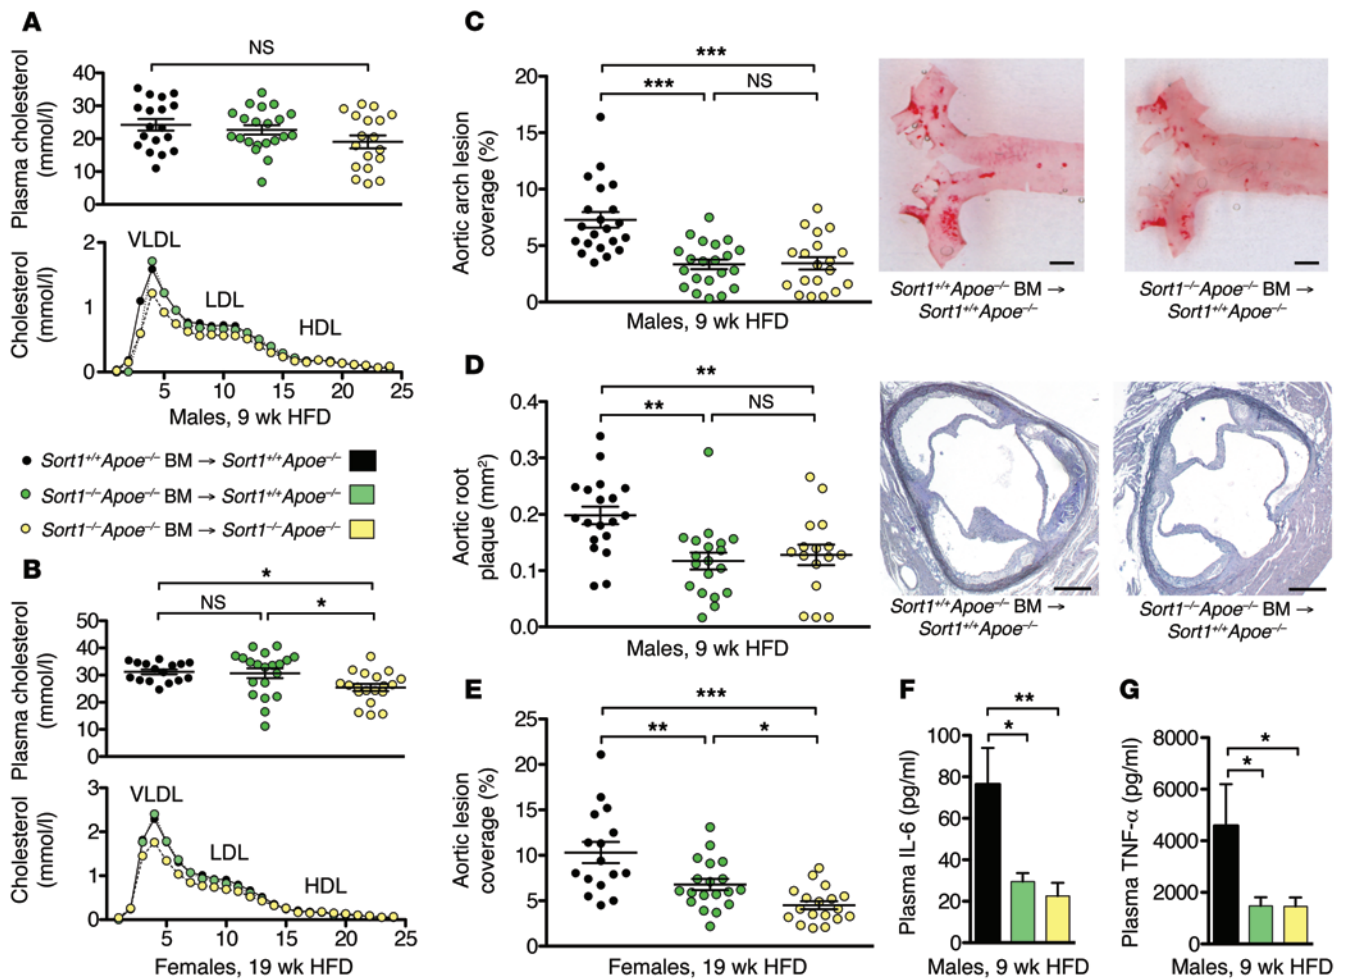 A
NS
Plasma cholesterol
(mmol/l)
40
30
20
10
0
Cholesterol
(mmol/l)
2
1
0
VLDL
LDL
HDL
5 10 15 20 25
Males, 9 wk HFD
Sort1+/+Apoe–/– BM → Sort1+/+Apoe–/–
Sort1–/–Apoe–/– BM → Sort1+/+Apoe–/–
Sort1–/–Apoe–/– BM → Sort1–/–Apoe–/–
B
*
NS *
Plasma cholesterol
(mmol/l)
50
40
30
20
10
0
Cholesterol
(mmol/l)
3
2
1
0
VLDL
LDL
HDL
5 10 15 20 25
Females, 19 wk HFD
C
***
*** NS
Aortic arch lesion
coverage (%)
20
15
10
5
0
Males, 9 wk HFD
Sort1+/+Apoe–/– BM →
Sort1+/+Apoe–/–
Sort1–/–Apoe–/– BM →
Sort1+/+Apoe–/–
D
**
** NS
Aortic root
plaque (mm²)
0.4
0.3
0.2
0.1
0.0
Males, 9 wk HFD
Sort1+/+Apoe–/– BM →
Sort1+/+Apoe–/–
Sort1–/–Apoe–/– BM →
Sort1+/+Apoe–/–
E
***
** *
Aortic lesion
coverage (%)
25
20
15
10
5
0
Females, 19 wk HFD
F
**
*
Plasma IL-6 (pg/ml)
100
80
60
40
20
0
Males, 9 wk HFD
G
*
*
Plasma TNF-α (pg/ml)
8000
6000
4000
2000
0
Males, 9 wk HFD